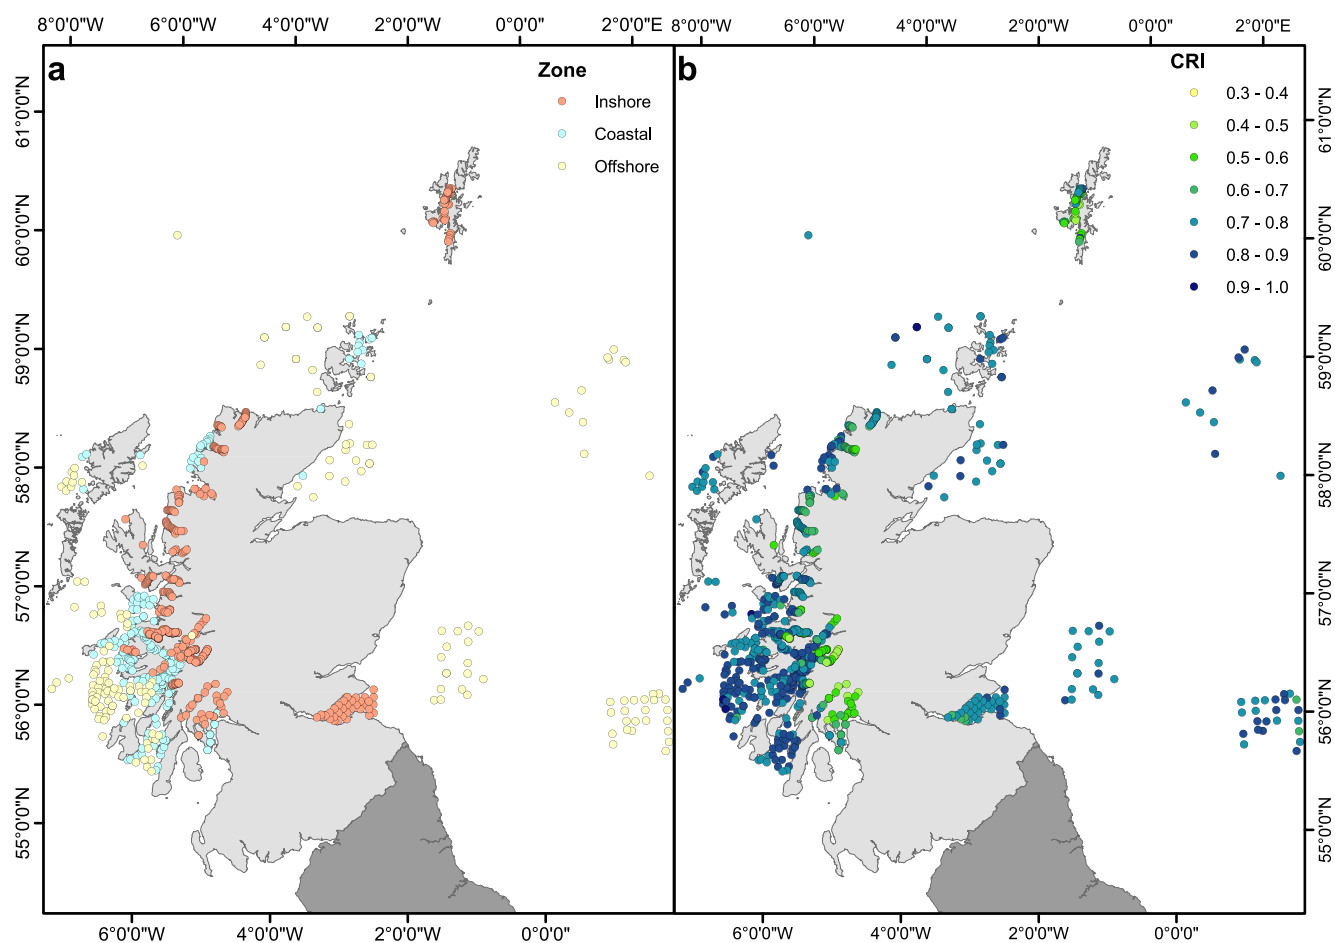 8°0'0"W 6°0'0"W 4°0'0"W 2°0'0"W 0°0'0" 2°0'0"E
8°0'0"W 6°0'0"W 4°0'0"W 2°0'0"W 0°0'0" 2°0'0"E
a
Zone
Inshore
Coastal
Offshore
b
CRI
0.3 - 0.4
0.4 - 0.5
0.5 - 0.6
0.6 - 0.7
0.7 - 0.8
0.8 - 0.9
0.9 - 1.0
61°0'0"N
60°0'0"N
59°0'0"N
58°0'0"N
57°0'0"N
56°0'0"N
55°0'0"N
61°0'0"N
60°0'0"N
59°0'0"N
58°0'0"N
57°0'0"N
56°0'0"N
55°0'0"N
6°0'0"W 4°0'0"W 2°0'0"W 0°0'0"
6°0'0"W 4°0'0"W 2°0'0"W 0°0'0"